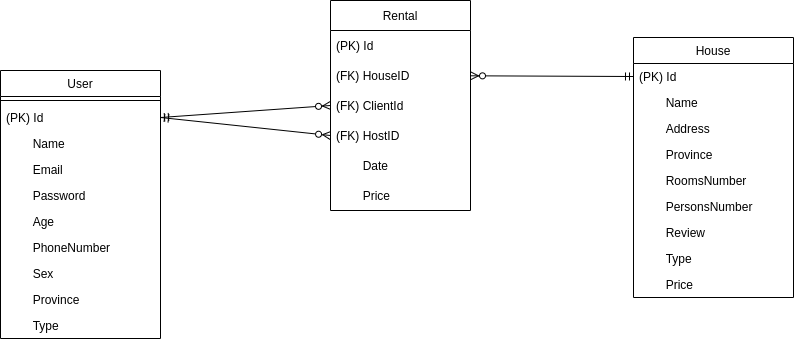 User
(PK) Id
Name
Email
Password
Age
PhoneNumber
Sex
Province
Type
Rental
(PK) Id
(FK) HouseID
(FK) ClientId
(FK) HostID
Date
Price
House
(PK) Id
Name
Address
Province
RoomsNumber
PersonsNumber
Review
Type
Price